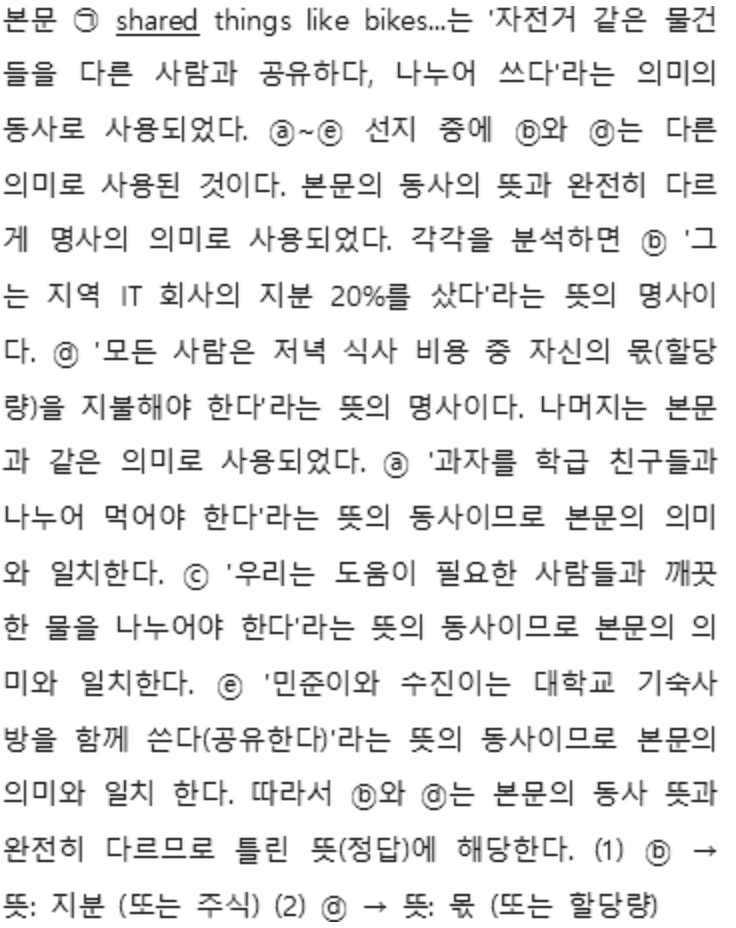 본문 ㉠ shared things like bikes...는 '자전거 같은 물건
들을 다른 사람과 공유하다, 나누어 쓰다'라는 의미의
동사로 사용되었다. ⓐ~ⓔ 선지 중에 ⓑ와 ⓓ는 다른
의미로 사용된 것이다. 본문의 동사의 뜻과 완전히 다르
게 명사의 의미로 사용되었다. 각각을 분석하면 ⓑ '그
는 지역 IT 회사의 지분 20%를 샀다'라는 뜻의 명사이
다. ⓓ '모든 사람은 저녁 식사 비용 중 자신의 몫(할당
량)을 지불해야 한다'라는 뜻의 명사이다. 나머지는 본문
과 같은 의미로 사용되었다. ⓐ '과자를 학급 친구들과
나누어 먹어야 한다'라는 뜻의 동사이므로 본문의 의미
와 일치한다. ⓒ '우리는 도움이 필요한 사람들과 깨끗
한 물을 나누어야 한다'라는 뜻의 동사이므로 본문의 의
미와 일치한다. ⓔ '민준이와 수진이는 대학교 기숙사
방을 함께 쓴다(공유한다)'라는 뜻의 동사이므로 본문의
의미와 일치 한다. 따라서 ⓑ와 ⓓ는 본문의 동사 뜻과
완전히 다르므로 틀린 뜻(정답)에 해당한다. (1) ⓑ →
뜻: 지분 (또는 주식) (2) ⓓ → 뜻: 몫 (또는 할당량)